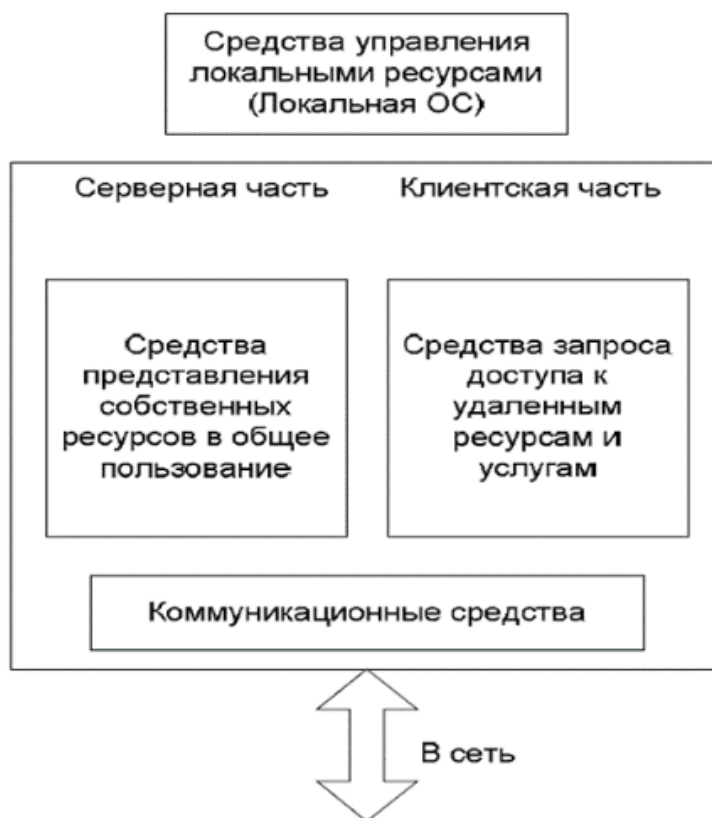 Средства управления
локальными ресурсами
(Локальная ОС)
Серверная часть
Клиентская часть
Средства
представления
собственных
ресурсов в общее
пользование
Средства запроса
доступа к
удаленным
ресурсам и
услугам
Коммуникационные средства
В сеть